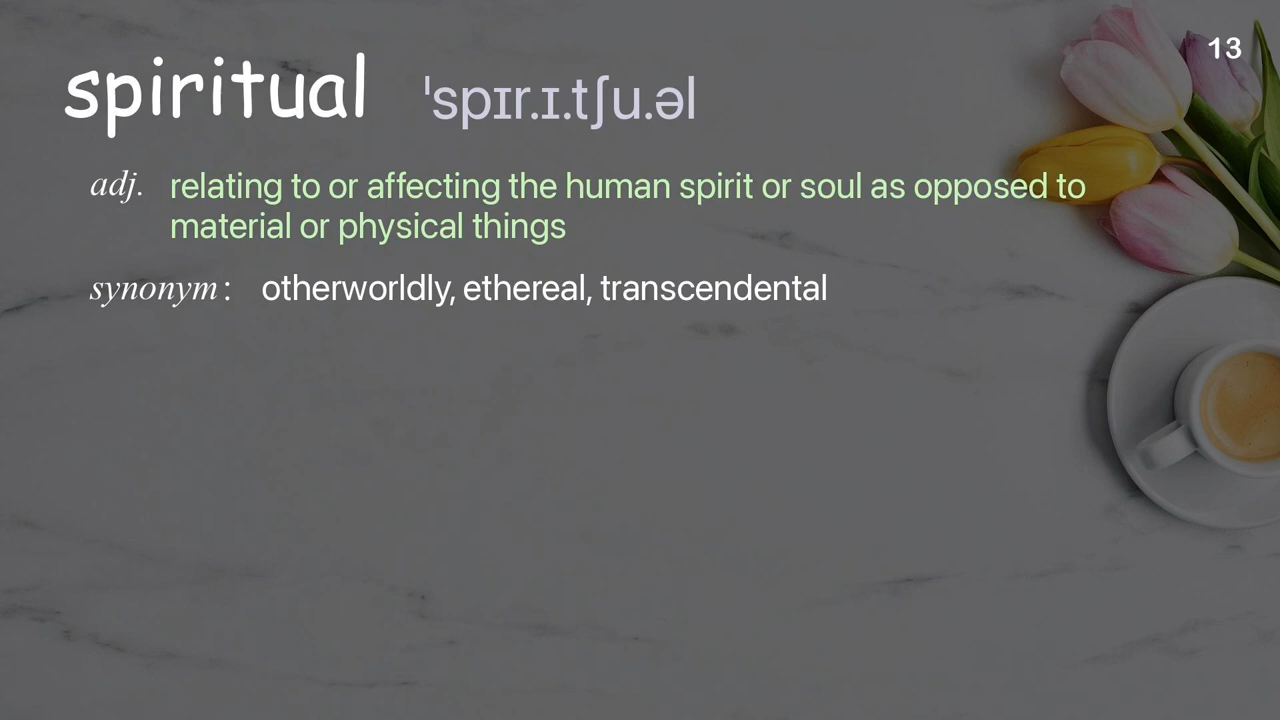 13
spiritual ˈspɪr.ɪ.tʃu.əl
adj. relating to or affecting the human spirit or soul as opposed to
material or physical things
synonym: otherworldly, ethereal, transcendental